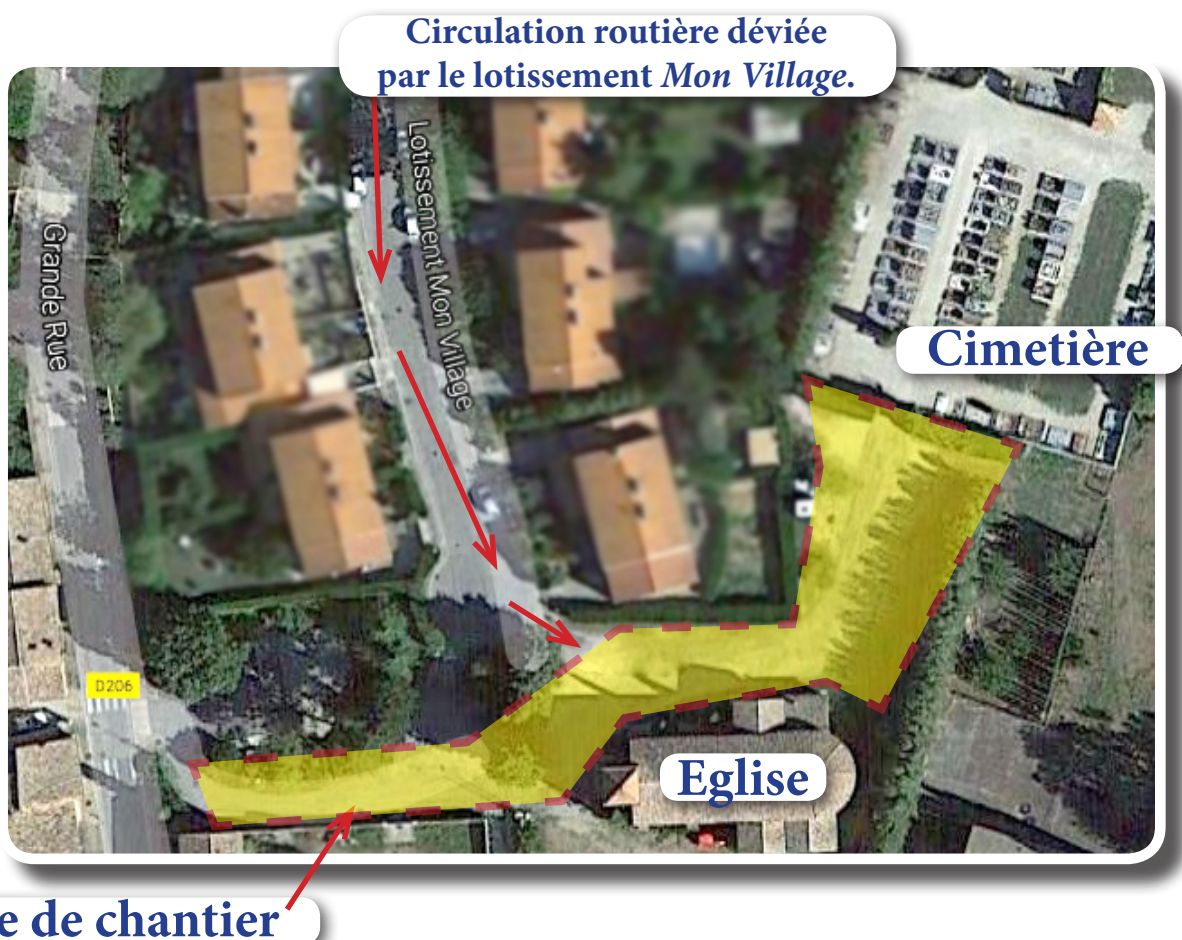 Circulation routière déviée
par le lotissement Mon Village.
Lotissement Mon Village
Grande Rue
Cimetière
D206
Eglise
de chantier